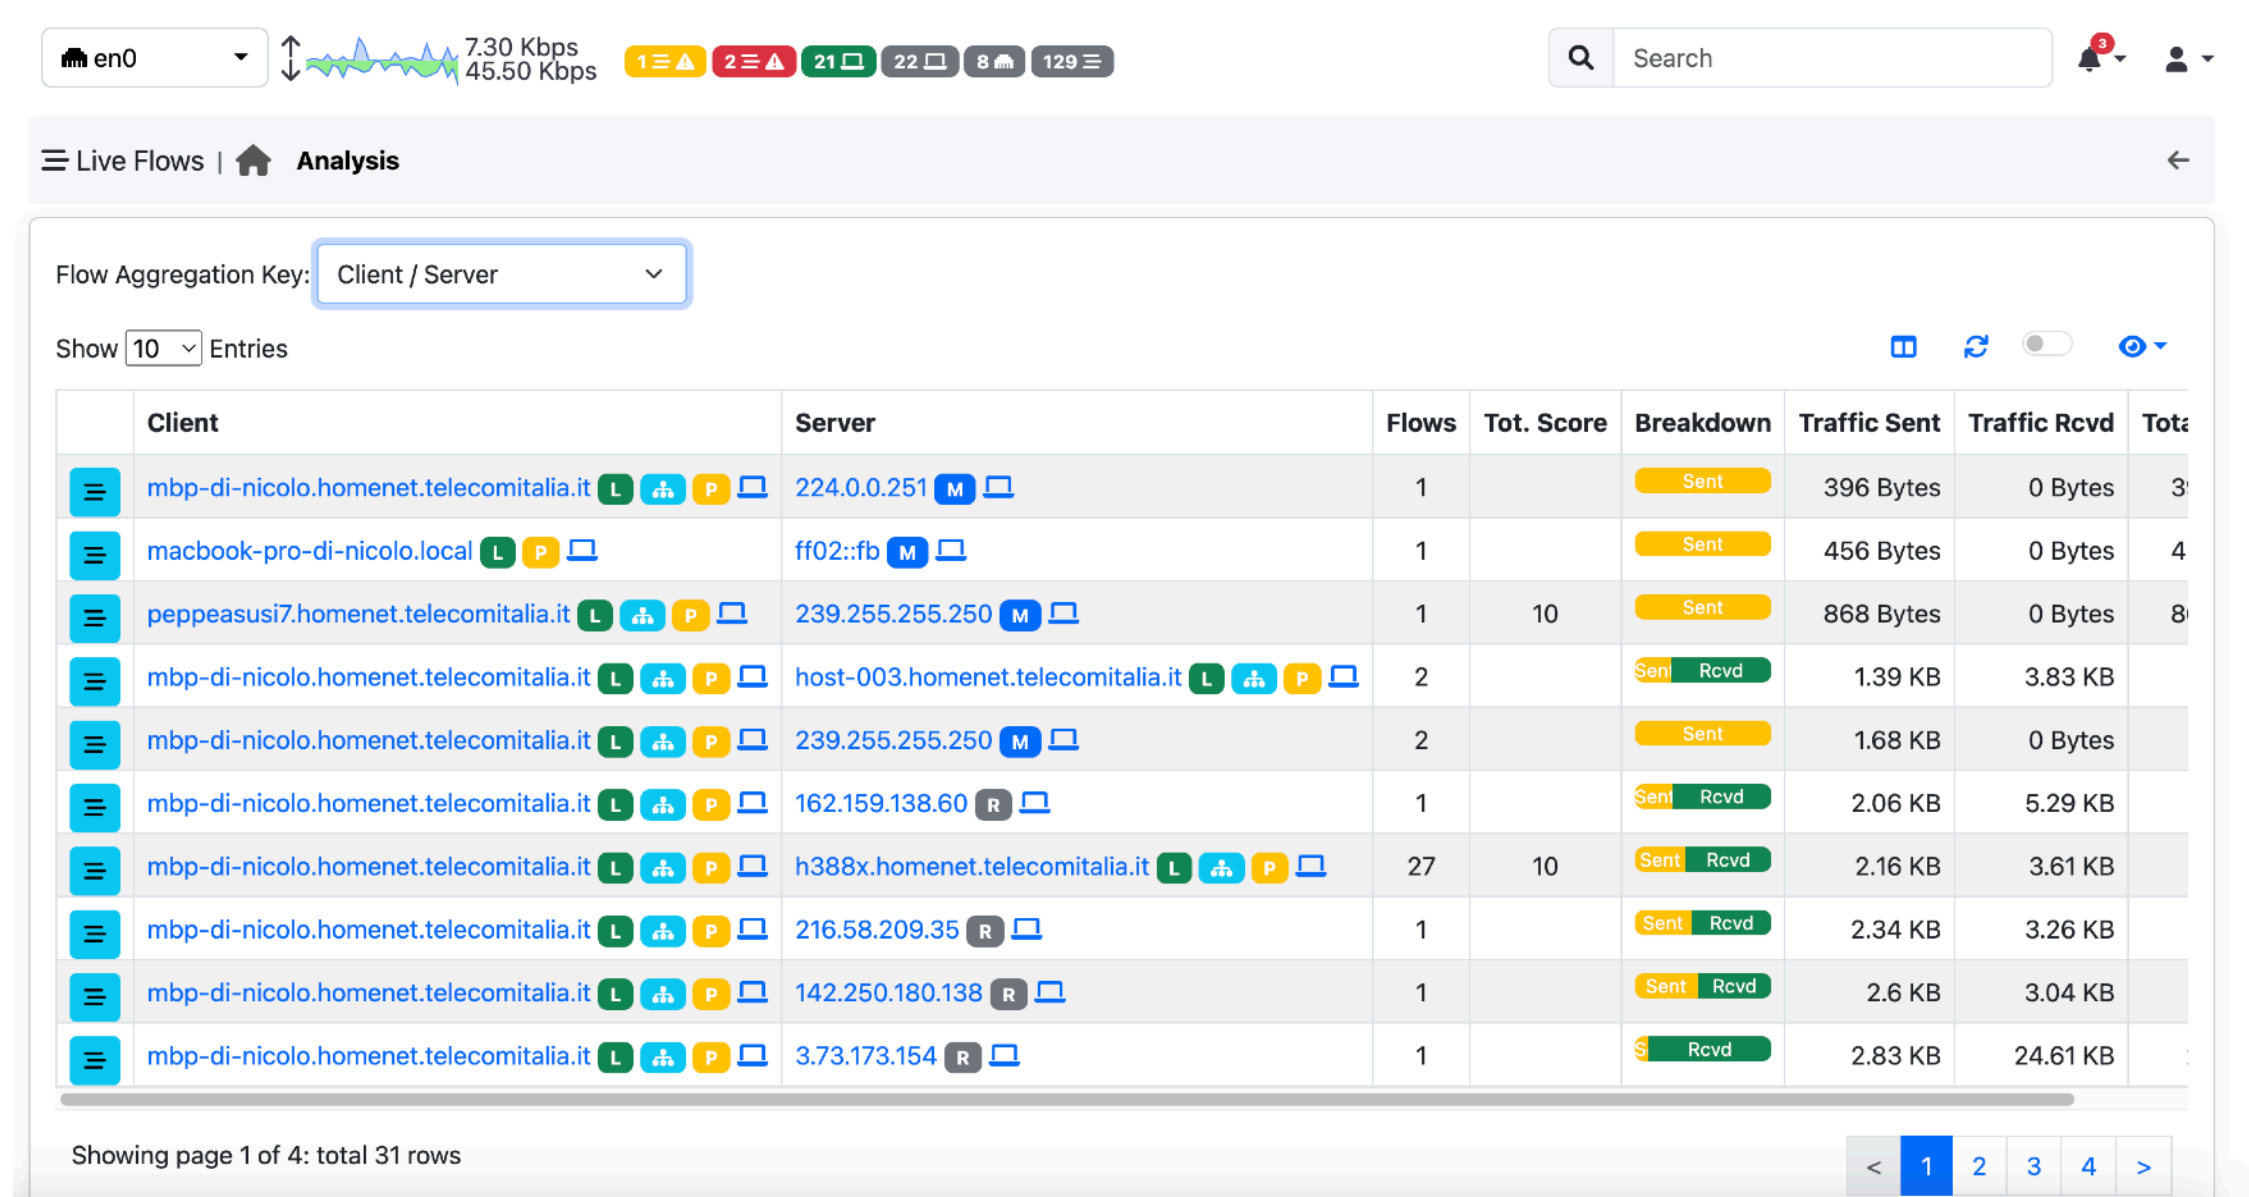 en0 7.30 Kbps
45.50 Kbps
1 2 21 22 8 129 Search 3
Live Flows | Analysis
Flow Aggregation Key: Client / Server
Show 10 Entries
Client Server Flows Tot. Score Breakdown Traffic Sent Traffic Rcvd
mbp-di-nicolo.homenet.telecomitalia.it L P 224.0.0.251 M 1 Sent 396 Bytes 0 Bytes
macbook-pro-di-nicolo.local L P ff02::fb M 1 Sent 456 Bytes 0 Bytes 4
peppeasusi7.homenet.telecomitalia.it L P 239.255.255.250 M 1 10 Sent 868 Bytes 0 Bytes
mbp-di-nicolo.homenet.telecomitalia.it L P host-003.homenet.telecomitalia.it L P 2 Sent Rcvd 1.39 KB 3.83 KB
mbp-di-nicolo.homenet.telecomitalia.it L P 239.255.255.250 M 2 Sent 1.68 KB 0 Bytes
mbp-di-nicolo.homenet.telecomitalia.it L P 162.159.138.60 R 1 Sent Rcvd 2.06 KB 5.29 KB
mbp-di-nicolo.homenet.telecomitalia.it L P h388x.homenet.telecomitalia.it L P 27 10 Sent Rcvd 2.16 KB 3.61 KB
mbp-di-nicolo.homenet.telecomitalia.it L P 216.58.209.35 R 1 Sent Rcvd 2.34 KB 3.26 KB
mbp-di-nicolo.homenet.telecomitalia.it L P 142.250.180.138 R 1 Sent Rcvd 2.6 KB 3.04 KB
mbp-di-nicolo.homenet.telecomitalia.it L P 3.73.173.154 R 1 S Rcvd 2.83 KB 24.61 KB
Showing page 1 of 4: total 31 rows
< 1 2 3 4 >